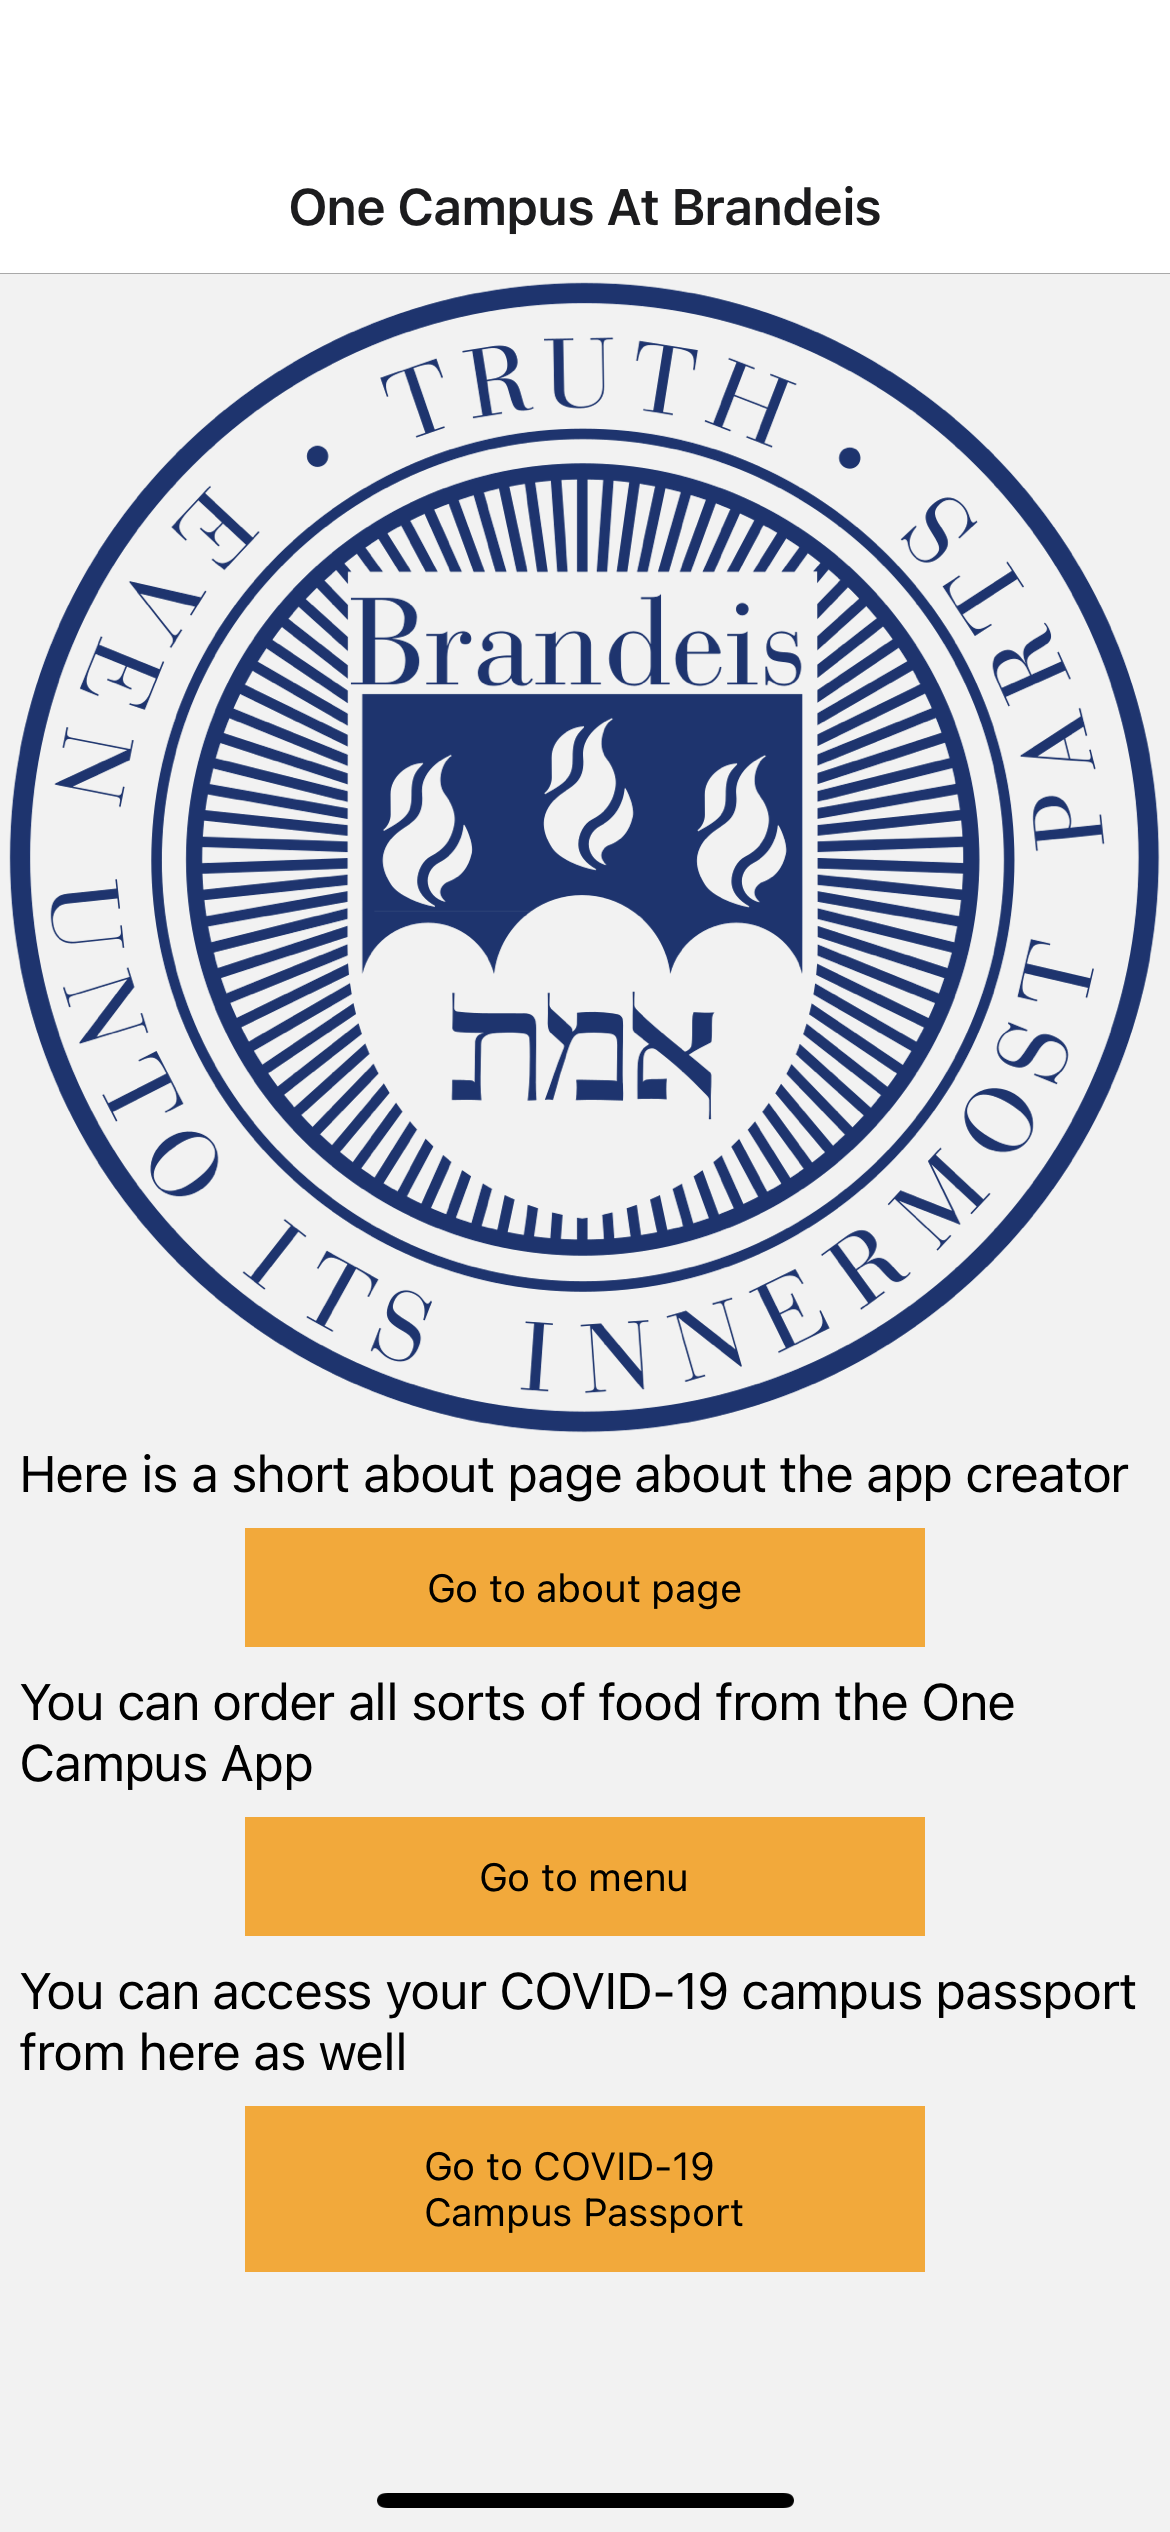 One Campus At Brandeis
• TRUTH • EVEN UNTO ITS INNERMOST PARTS
Brandeis
אמת
Here is a short about page about the app creator
Go to about page
You can order all sorts of food from the One
Campus App
Go to menu
You can access your COVID-19 campus passport
from here as well
Go to COVID-19
Campus Passport